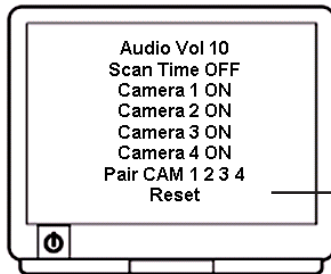 Audio Vol 10
Scan Time OFF
Camera 1 ON
Camera 2 ON
Camera 3 ON
Camera 4 ON
Pair CAM 1 2 3 4
Reset